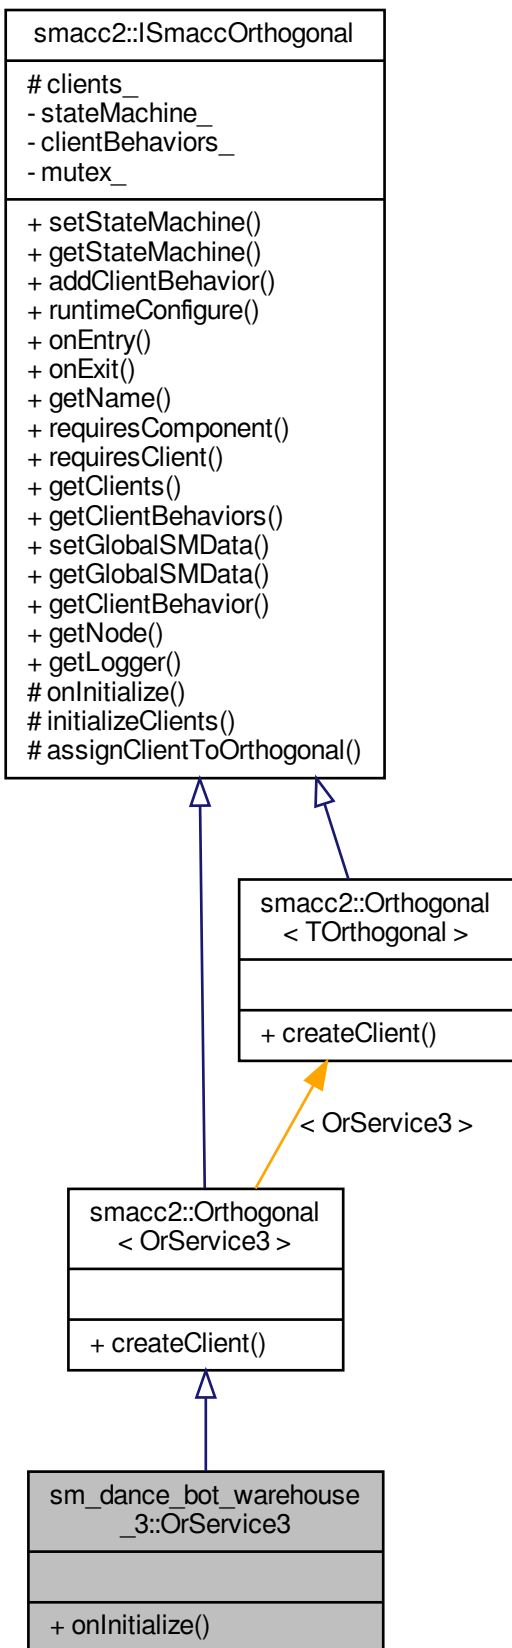 smacc2::ISmaccOrthogonal
# clients_
- stateMachine_
- clientBehaviors_
- mutex_
+ setStateMachine()
+ getStateMachine()
+ addClientBehavior()
+ runtimeConfigure()
+ onEntry()
+ onExit()
+ getName()
+ requiresComponent()
+ requiresClient()
+ getClients()
+ getClientBehaviors()
+ setGlobalSMData()
+ getGlobalSMData()
+ getClientBehavior()
+ getNode()
+ getLogger()
# onInitialize()
# initializeClients()
# assignClientToOrthogonal()
smacc2::Orthogonal
< TOrthogonal >
+ createClient()
< OrService3 >
smacc2::Orthogonal
< OrService3 >
+ createClient()
sm_dance_bot_warehouse
_3::OrService3
+ onInitialize()